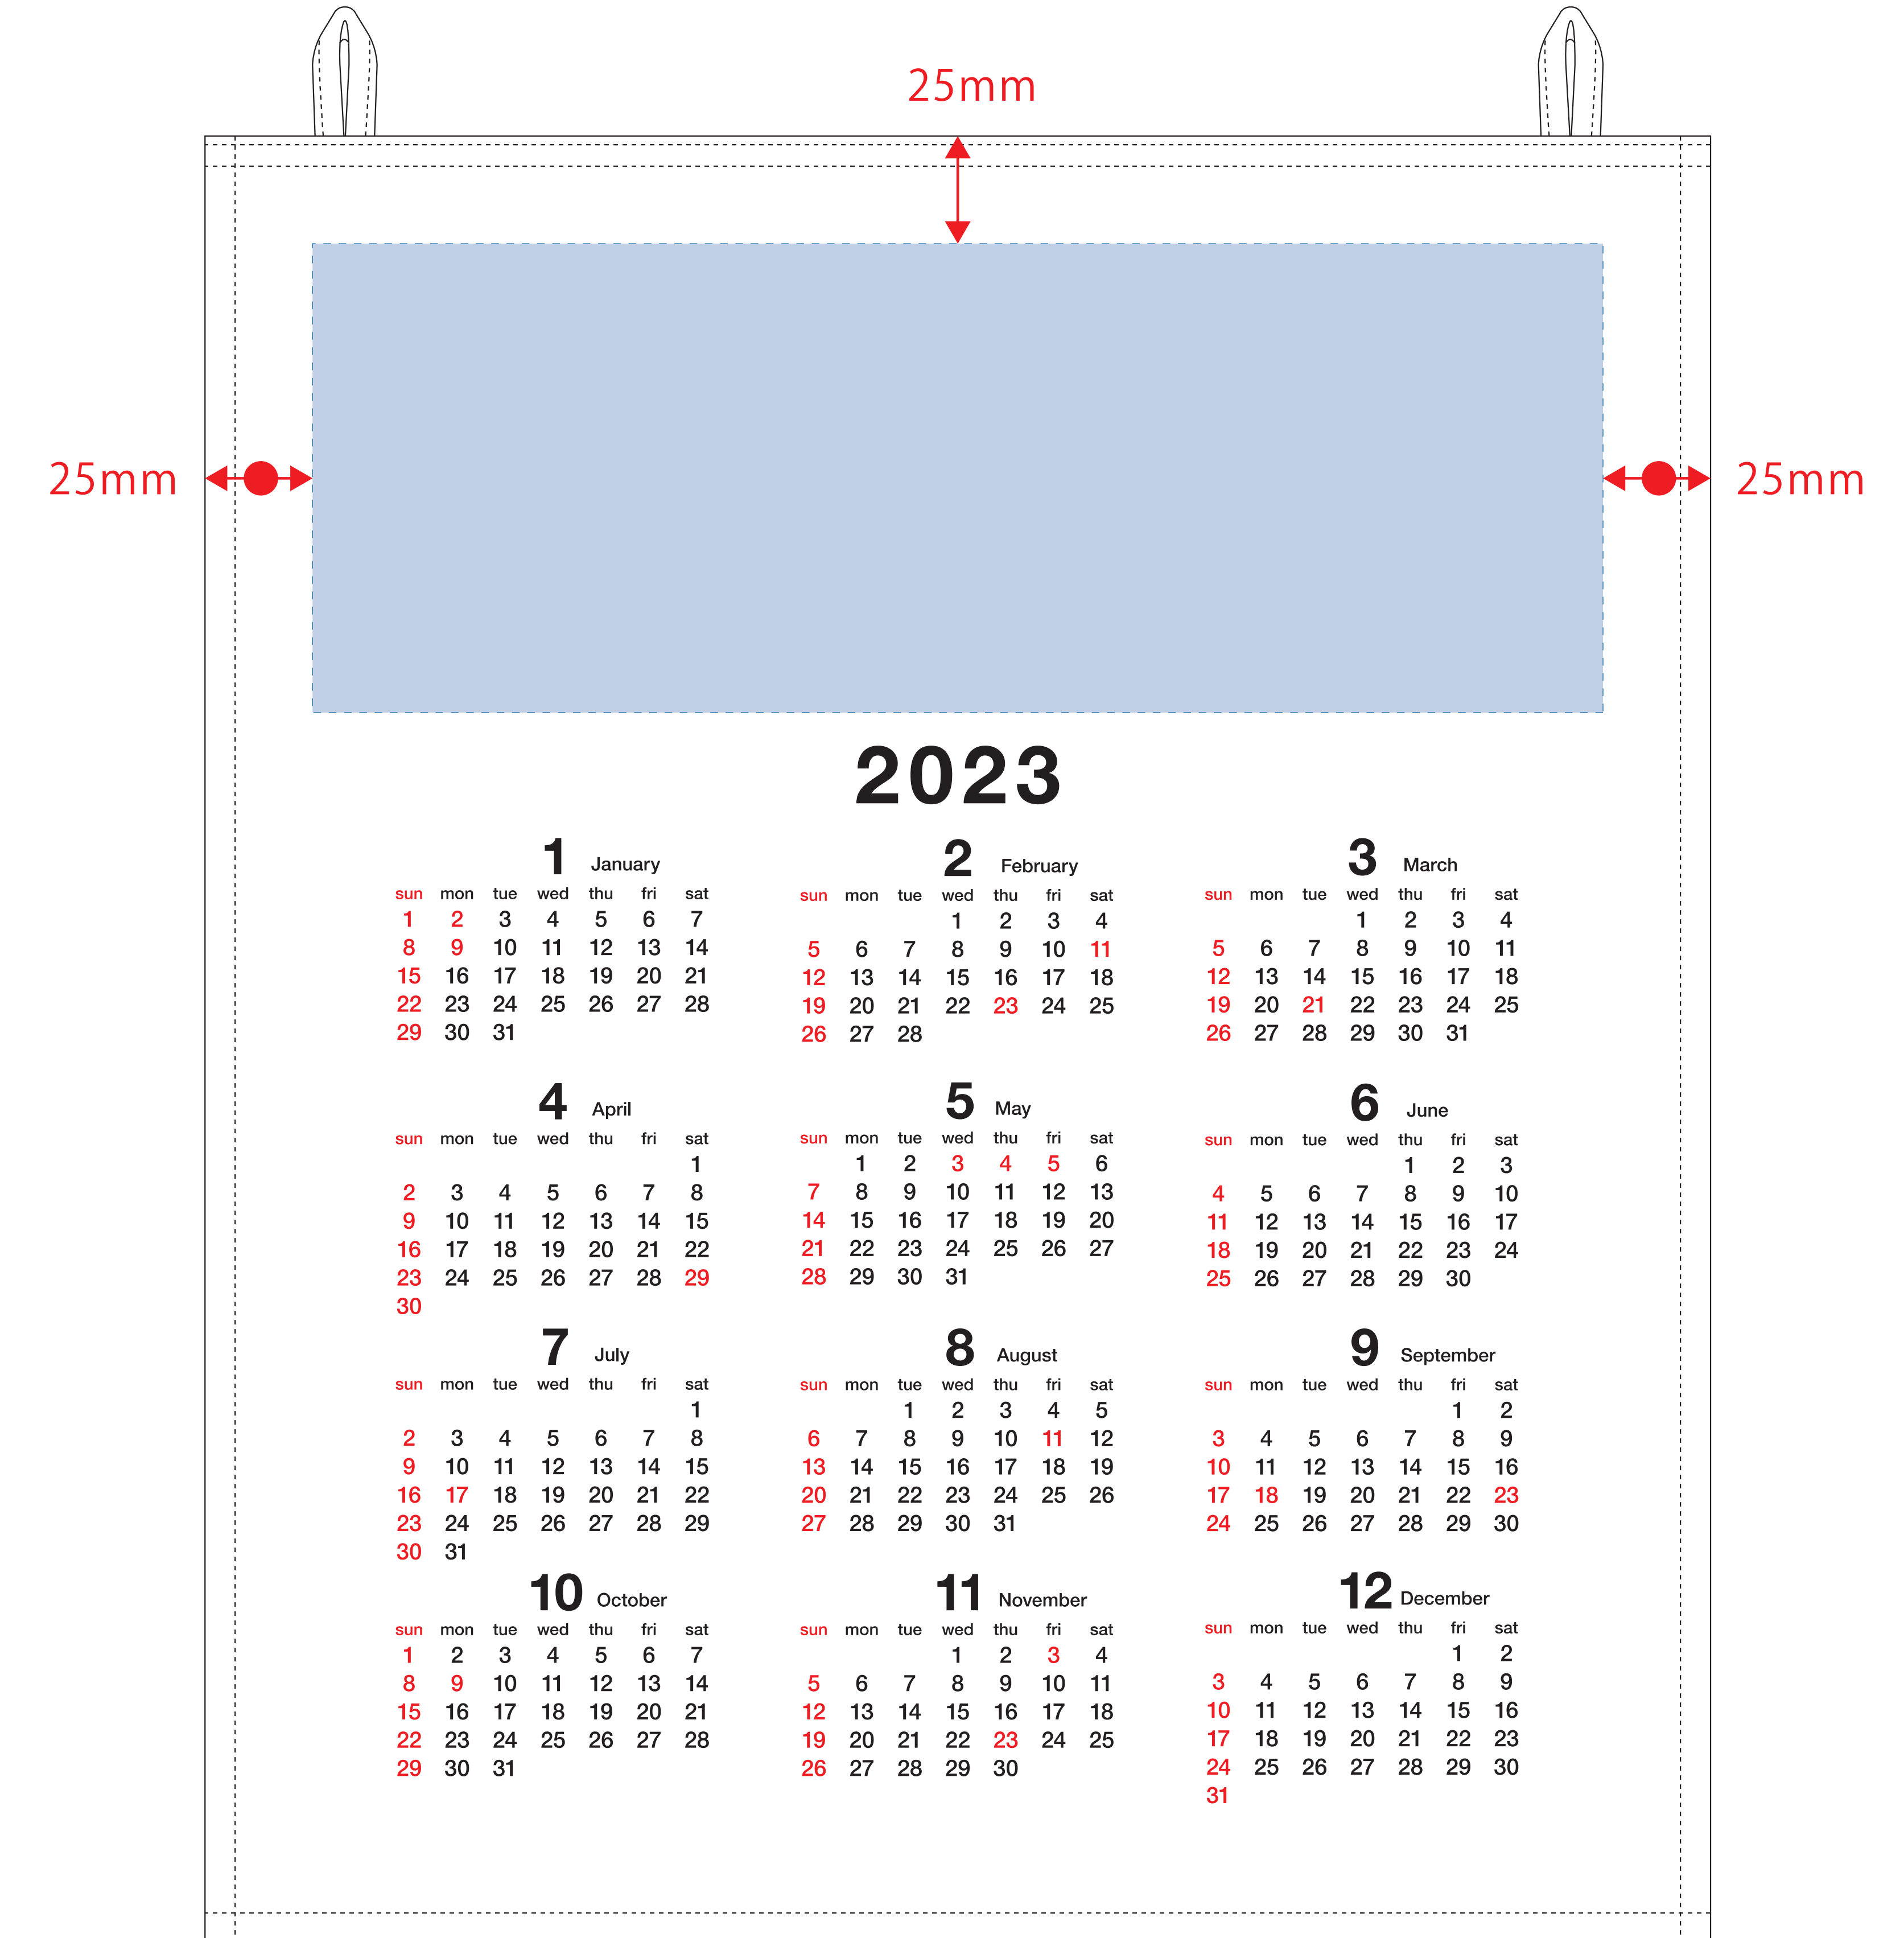 25mm
25mm
25mm
2023
1 January
sun mon tue wed thu fri sat
1 2 3 4 5 6 7
8 9 10 11 12 13 14
15 16 17 18 19 20 21
22 23 24 25 26 27 28
29 30 31
2 February
sun mon tue wed thu fri sat
1 2 3 4
5 6 7 8 9 10 11
12 13 14 15 16 17 18
19 20 21 22 23 24 25
26 27 28
3 March
sun mon tue wed thu fri sat
1 2 3 4
5 6 7 8 9 10 11
12 13 14 15 16 17 18
19 20 21 22 23 24 25
26 27 28 29 30 31
4 April
sun mon tue wed thu fri sat
1
2 3 4 5 6 7 8
9 10 11 12 13 14 15
16 17 18 19 20 21 22
23 24 25 26 27 28 29
30
5 May
sun mon tue wed thu fri sat
1 2 3 4 5 6
7 8 9 10 11 12 13
14 15 16 17 18 19 20
21 22 23 24 25 26 27
28 29 30 31
6 June
sun mon tue wed thu fri sat
1 2 3
4 5 6 7 8 9 10
11 12 13 14 15 16 17
18 19 20 21 22 23 24
25 26 27 28 29 30
7 July
sun mon tue wed thu fri sat
1
2 3 4 5 6 7 8
9 10 11 12 13 14 15
16 17 18 19 20 21 22
23 24 25 26 27 28 29
30 31
8 August
sun mon tue wed thu fri sat
1 2 3 4 5
6 7 8 9 10 11 12
13 14 15 16 17 18 19
20 21 22 23 24 25 26
27 28 29 30 31
9 September
sun mon tue wed thu fri sat
1 2
3 4 5 6 7 8 9
10 11 12 13 14 15 16
17 18 19 20 21 22 23
24 25 26 27 28 29 30
10 October
sun mon tue wed thu fri sat
1 2 3 4 5 6 7
8 9 10 11 12 13 14
15 16 17 18 19 20 21
22 23 24 25 26 27 28
29 30 31
11 November
sun mon tue wed thu fri sat
1 2 3 4
5 6 7 8 9 10 11
12 13 14 15 16 17 18
19 20 21 22 23 24 25
26 27 28 29 30
12 December
sun mon tue wed thu fri sat
1 2
3 4 5 6 7 8 9
10 11 12 13 14 15 16
17 18 19 20 21 22 23
24 25 26 27 28 29 30
31